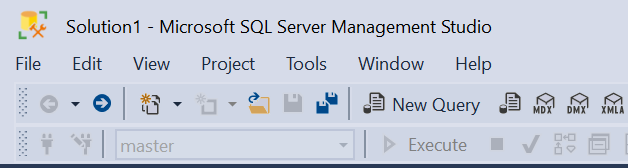 Solution1 - Microsoft SQL Server Management Studio
File Edit View Project Tools Window Help
New Query MDX DMX XMLA
master Execute